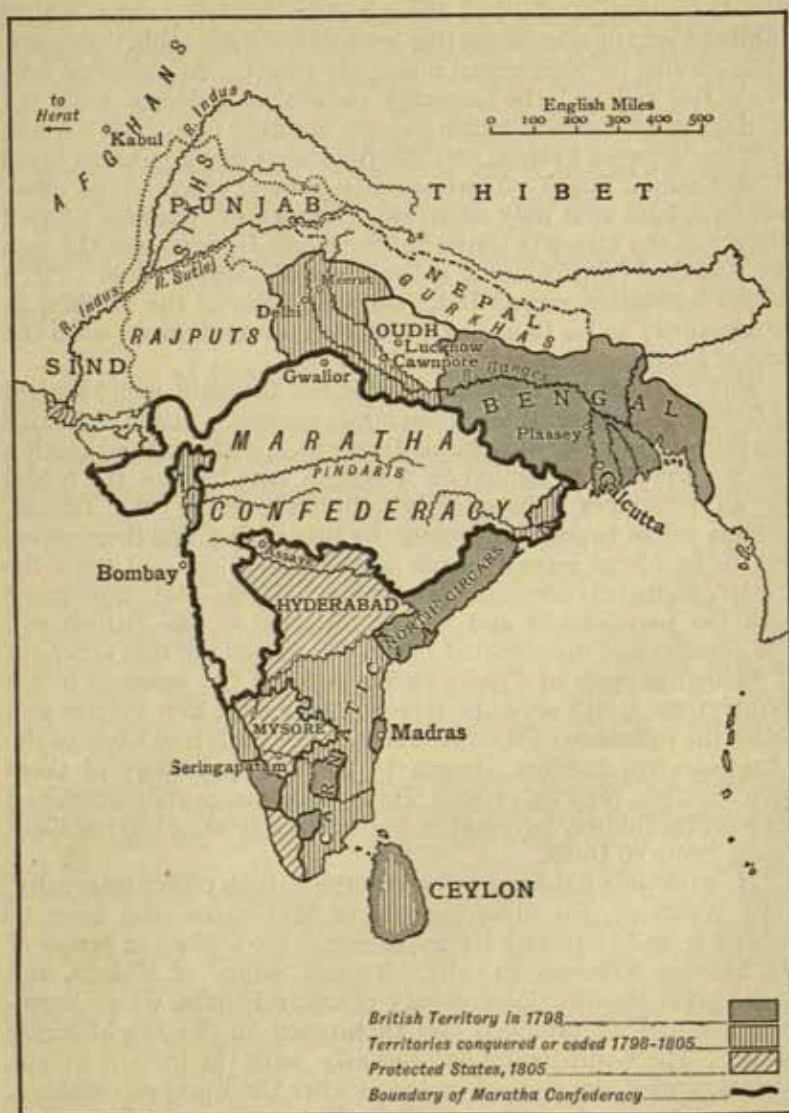 to
Herat
AFGHANS
Kabul
R. Indus
English Miles
0 100 200 300 400 500
THIBET
SIKHS
PUNJAB
R. Sutlej
R. Indus
NEPAL
GURKHAS
Meerut
Delhi
RAJPUTS
OUDH
Lucknow
Cawnpore
SIND
Gwalior
R. Ganges
BENGAL
Plassey
Calcutta
MARATHA
PINDARIS
CONFEDERACY
Assaye
Bombay
HYDERABAD
NORTHN CIRCARS
CARNATIC
MYSORE
Madras
Seringapatam
CEYLON
British Territory in 1798
Territories conquered or ceded 1798-1805
Protected States, 1805
Boundary of Maratha Confederacy